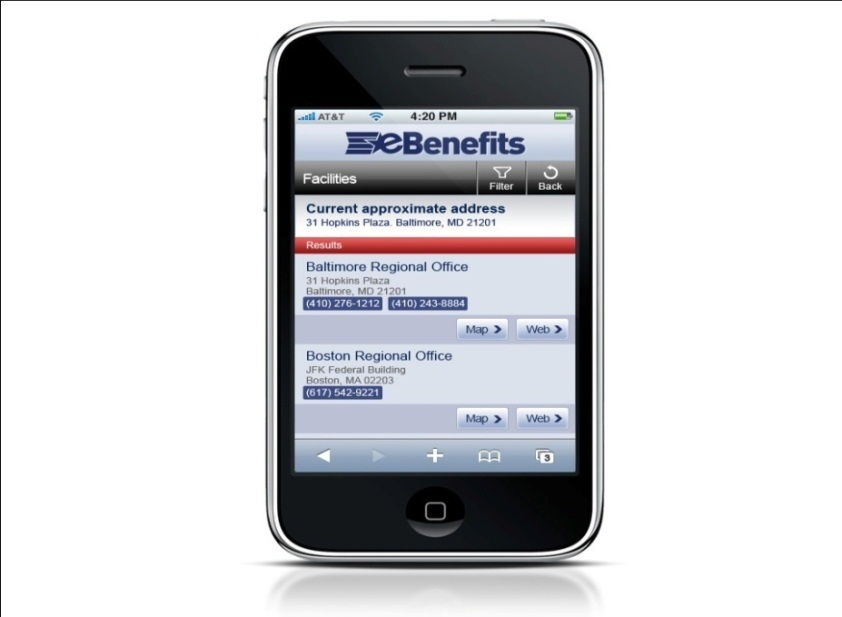 AT&T 4:20 PM
eBenefits
Facilities Filter Back
Current approximate address
31 Hopkins Plaza. Baltimore, MD 21201
Results
Baltimore Regional Office
31 Hopkins Plaza
Baltimore, MD 21201
(410) 276-1212 (410) 243-8884
Map Web
Boston Regional Office
JFK Federal Building
Boston, MA 02203
(617) 542-9221
Map Web
3